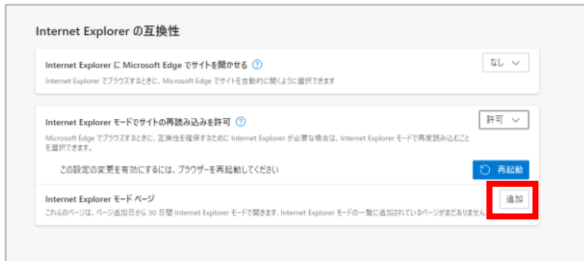 Internet Explorer の互換性
Internet Explorer に Microsoft Edge でサイトを開かせる
なし
Internet Explorer でブラウズするときに、Microsoft Edge でサイトを自動的に開くように選択できます
Internet Explorer モードでサイトの再読み込みを許可
許可
Microsoft Edge でブラウズするときに、互換性を確保するために Internet Explorer が必要な場合は、Internet Explorer モードで再度読み込むこと
を選択できます。
この設定の変更を有効にするには、ブラウザーを再起動してください
再起動
Internet Explorer モード ページ
追加
これらのページは、ページ追加日から 30 日間 Internet Explorer モードで開きます. Internet Explorer モードの一覧に追加されているページがまだありません